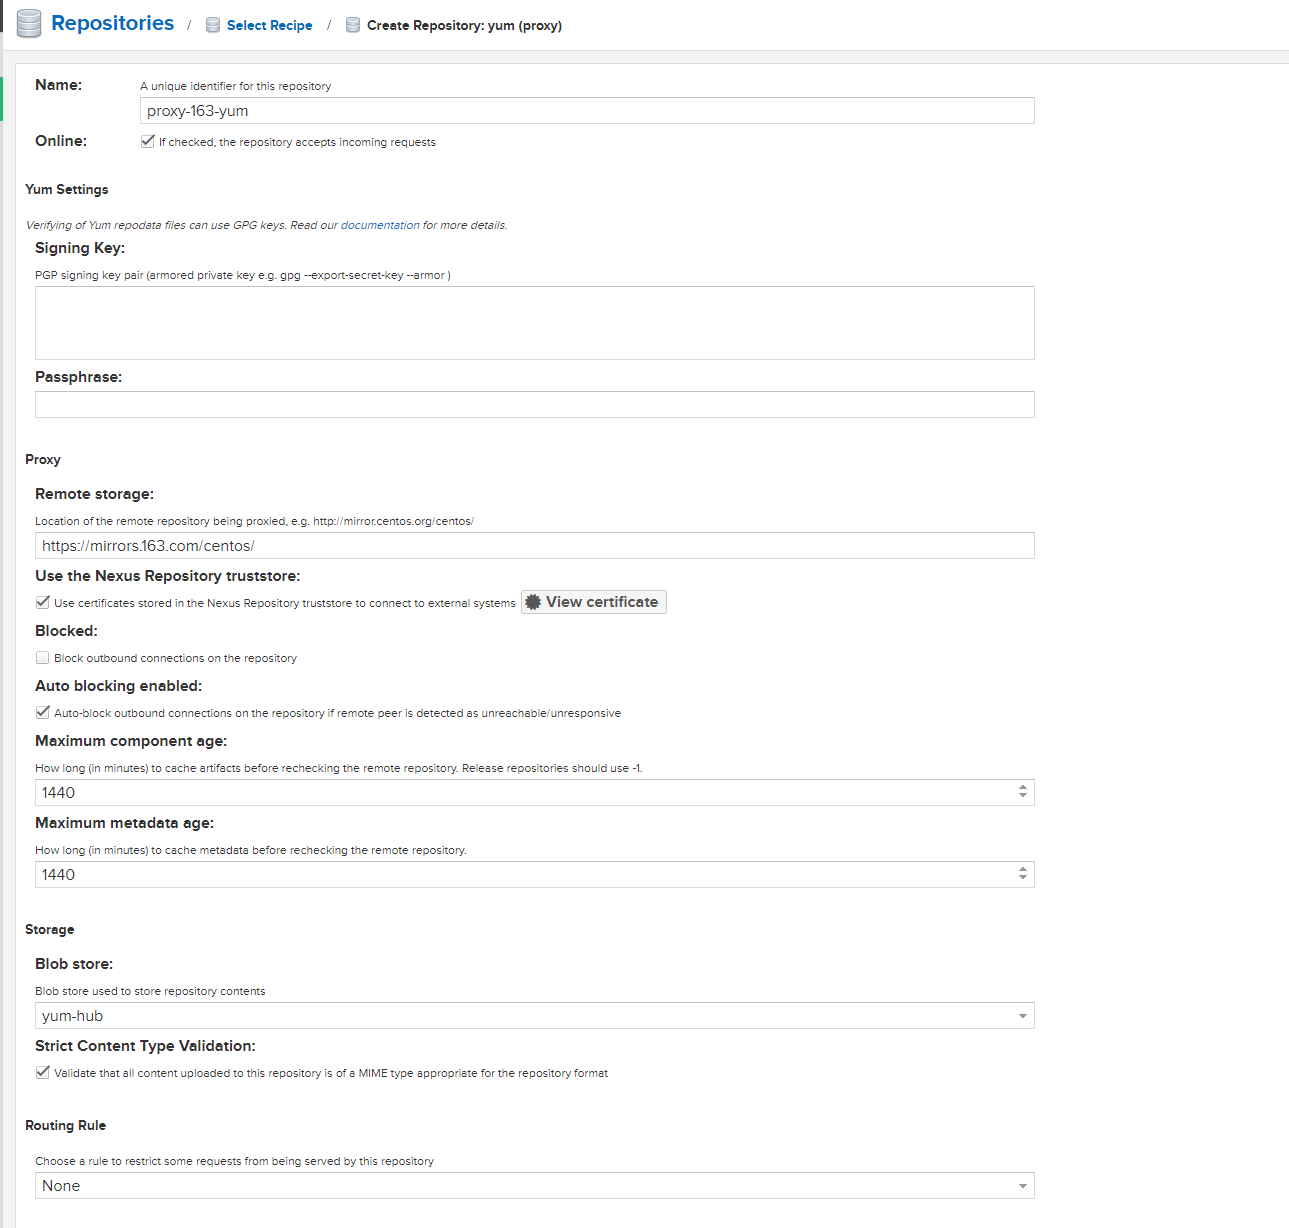 Repositories / Select Recipe / Create Repository: yum (proxy)
Name: A unique identifier for this repository
proxy-163-yum
Online: If checked, the repository accepts incoming requests
Yum Settings
Verifying of Yum repodata files can use GPG keys. Read our documentation for more details.
Signing Key:
PGP signing key pair (armored private key e.g. gpg --export-secret-key --armor )
Passphrase:
Proxy
Remote storage:
Location of the remote repository being proxied, e.g. http://mirror.centos.org/centos/
https://mirrors.163.com/centos/
Use the Nexus Repository truststore:
Use certificates stored in the Nexus Repository truststore to connect to external systems View certificate
Blocked:
Block outbound connections on the repository
Auto blocking enabled:
Auto-block outbound connections on the repository if remote peer is detected as unreachable/unresponsive
Maximum component age:
How long (in minutes) to cache artifacts before rechecking the remote repository. Release repositories should use -1.
1440
Maximum metadata age:
How long (in minutes) to cache metadata before rechecking the remote repository.
1440
Storage
Blob store:
Blob store used to store repository contents
yum-hub
Strict Content Type Validation:
Validate that all content uploaded to this repository is of a MIME type appropriate for the repository format
Routing Rule
Choose a rule to restrict some requests from being served by this repository
None